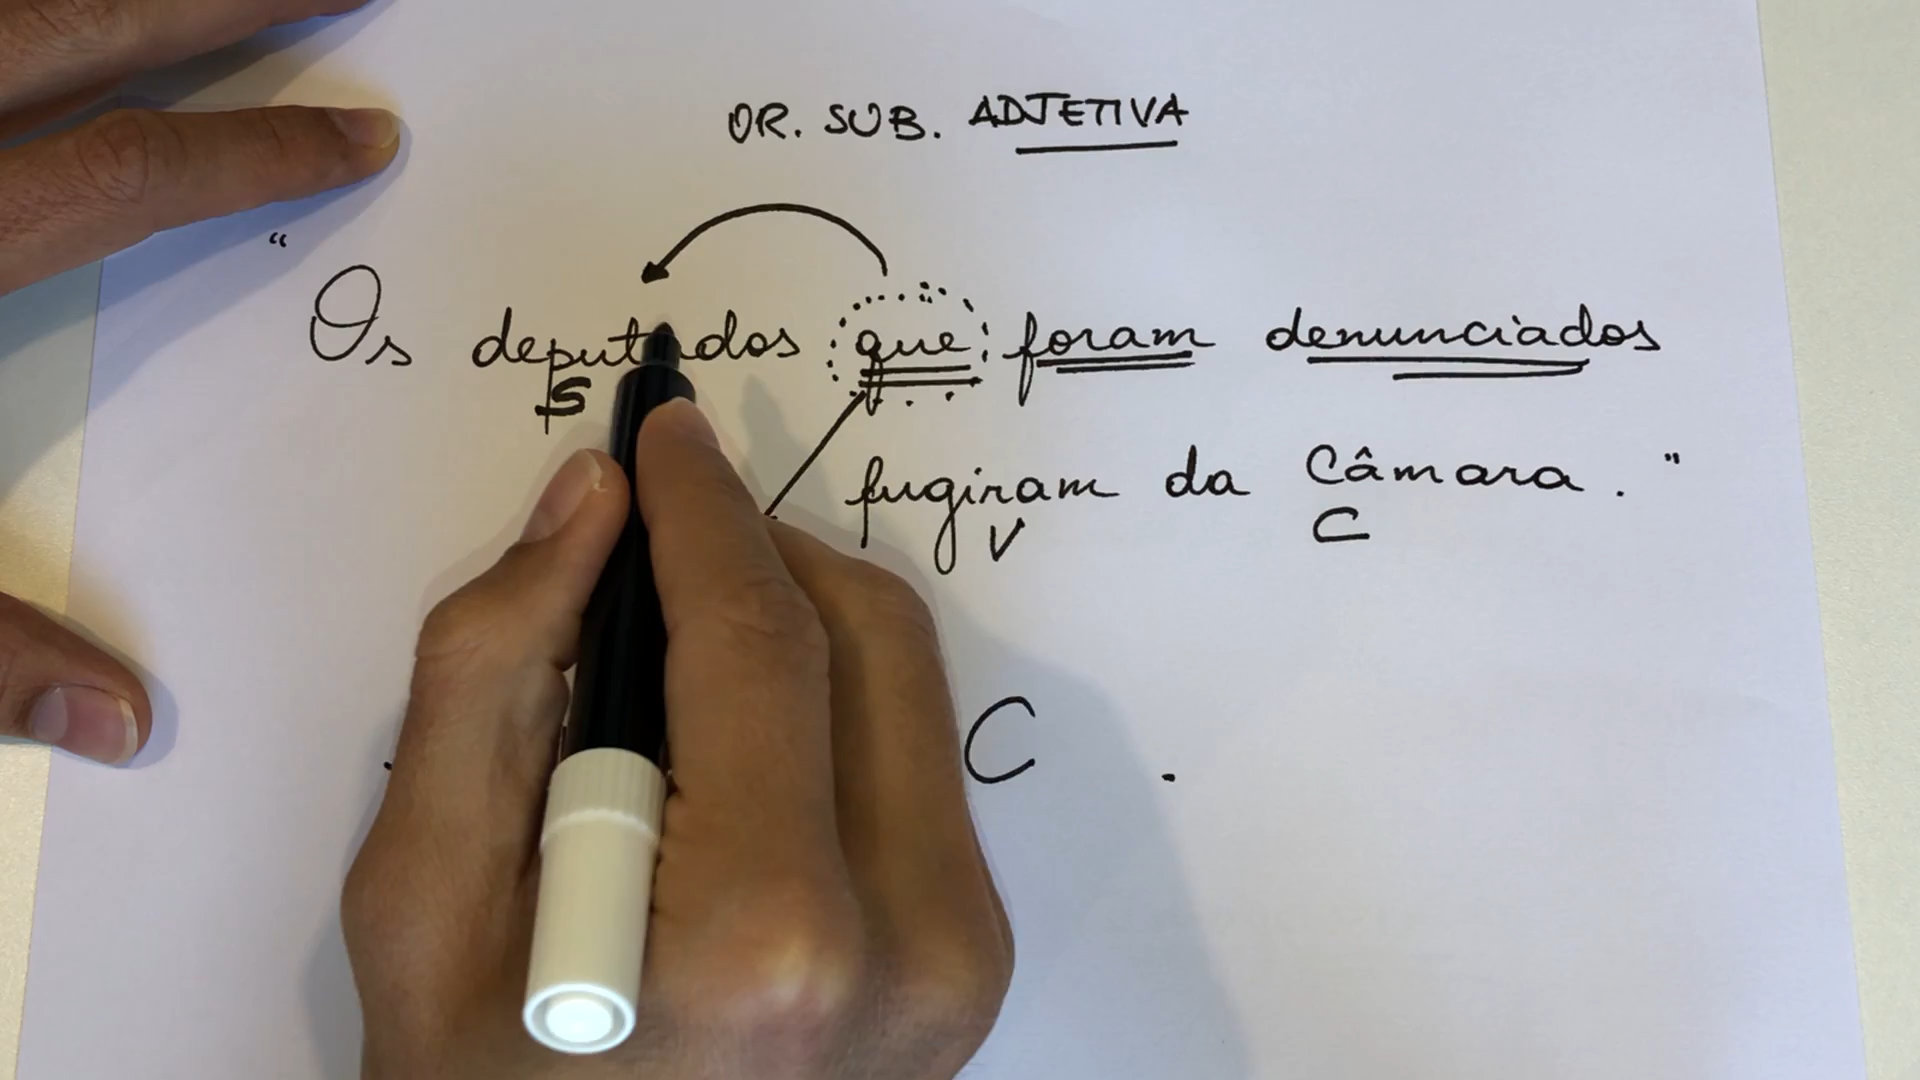 OR. SUB. ADJETIVA
“ Os deputados que foram denunciados
S
fugiram da Câmara . ”
V C
. C .